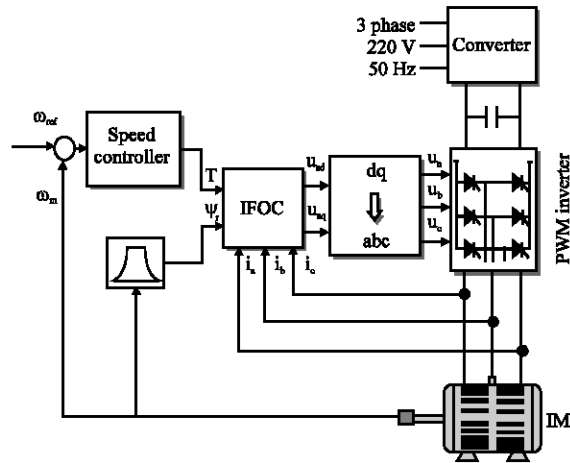 3 phase
220 V
50 Hz
Converter
ω_ref
Speed
controller
ω_m
T
ψ_r
IFOC
u_sd
u_sq
dq
abc
u_a
u_b
u_c
PWM inverter
i_a
i_b
i_c
IM